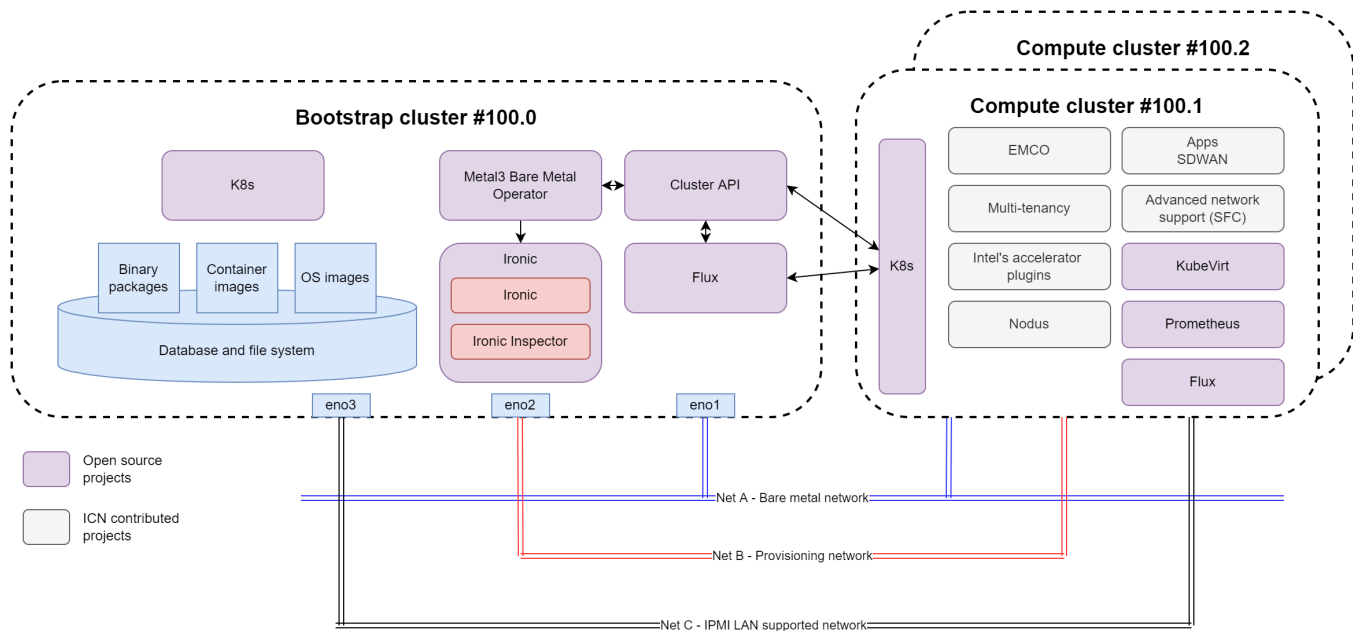 Compute cluster #100.2
Bootstrap cluster #100.0
Compute cluster #100.1
K8s
Metal3 Bare Metal
Operator
Cluster API
Binary
packages
Container
images
OS images
Database and file system
Ironic
Ironic
Ironic Inspector
Flux
eno3
eno2
eno1
K8s
EMCO
Apps
SDWAN
Multi-tenancy
Advanced network
support (SFC)
Intel's accelerator
plugins
KubeVirt
Nodus
Prometheus
Flux
Open source
projects
ICN contributed
projects
Net A - Bare metal network
Net B - Provisioning network
Net C - IPMI LAN supported network